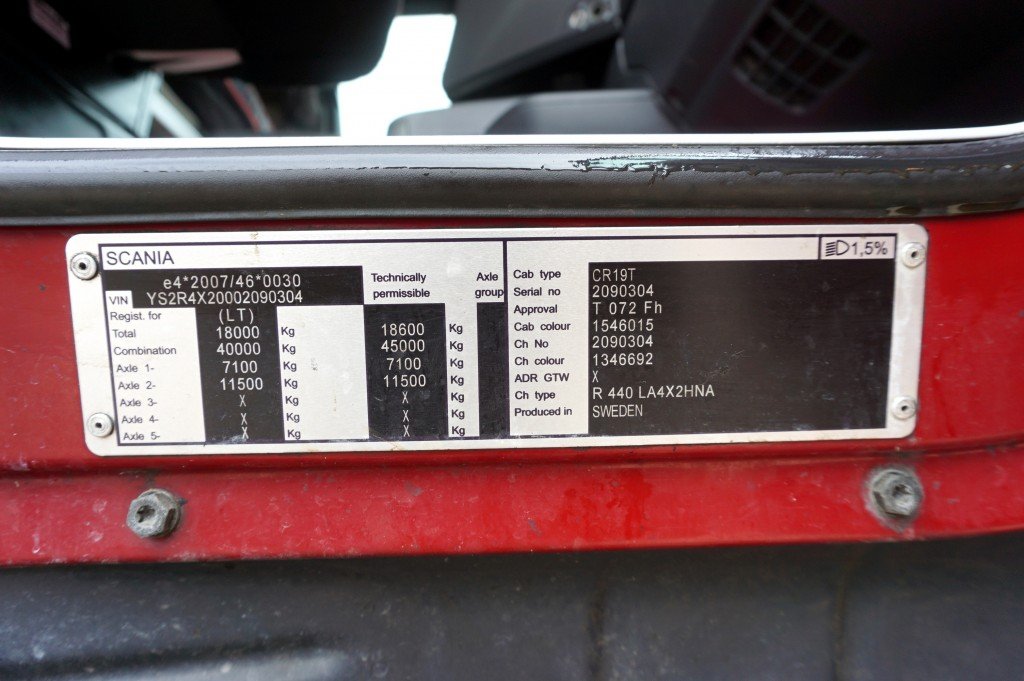 SCANIA
e4*2007/46*0030
VIN YS2R4X20002090304
Technically permissible
Axle group
Regist. for (LT)
Total 18000 Kg 18600 Kg
Combination 40000 Kg 45000 Kg
Axle 1- 7100 Kg 7100 Kg
Axle 2- 11500 Kg 11500 Kg
Axle 3- X Kg X Kg
Axle 4- X Kg X Kg
Axle 5- X Kg X Kg
1,5%
Cab type CR19T
Serial no 2090304
Approval T 072 Fh
Cab colour 1546015
Ch No 2090304
Ch colour 1346692
ADR GTW X
Ch type R 440 LA4X2HNA
Produced in SWEDEN